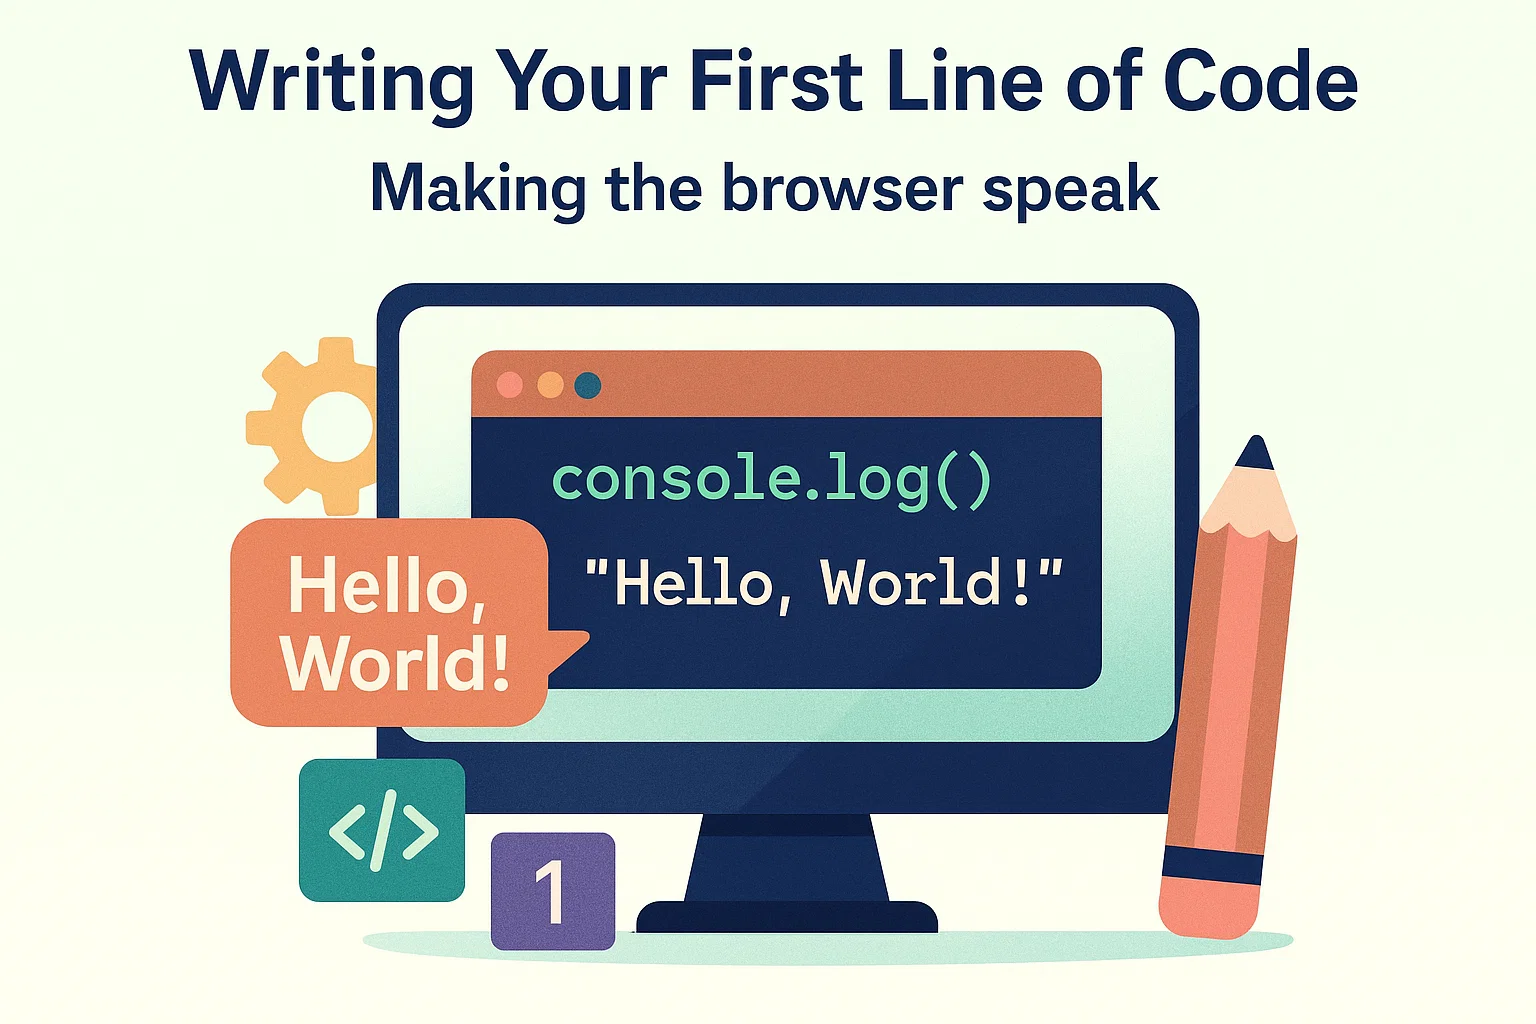 Writing Your First Line of Code
Making the browser speak
console.log()
"Hello, World!"
Hello,
World!
</>
1